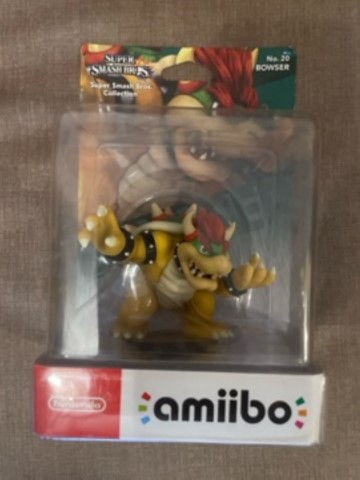 SUPER
SMASH BROS.
Super Smash Bros.
Collection
No. 20
BOWSER
Nintendo
amiibo